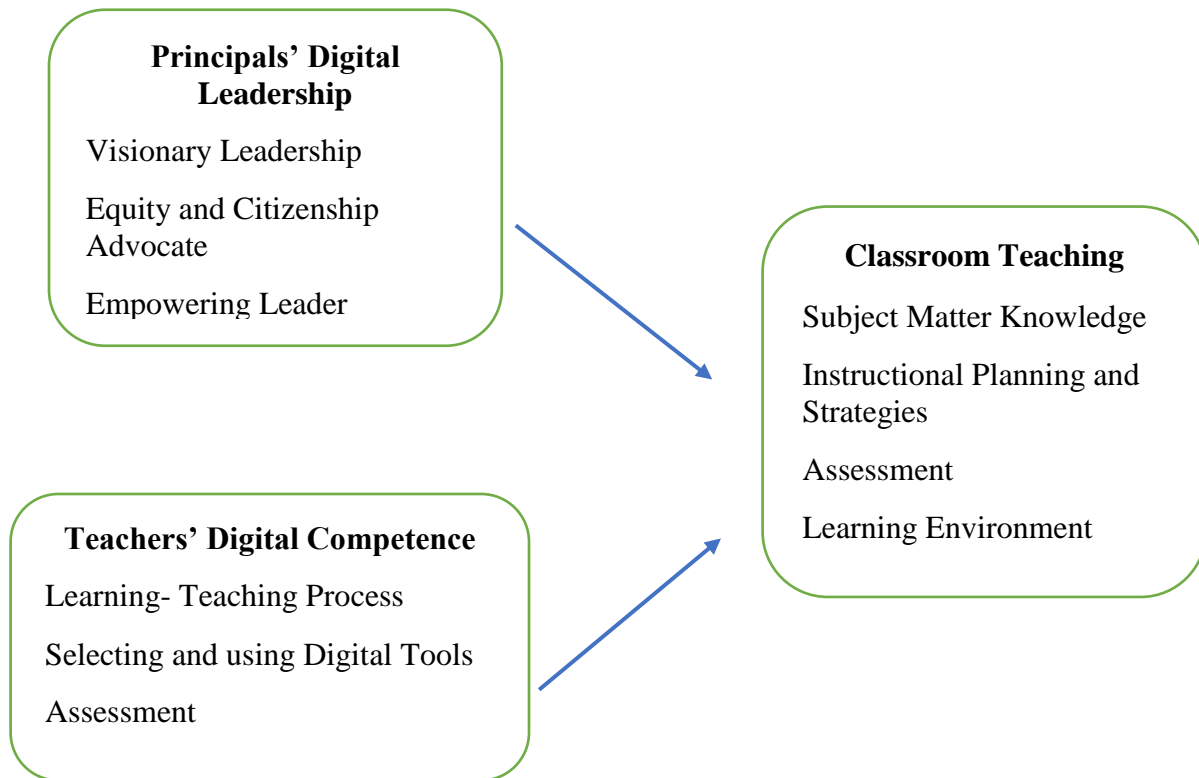 Principals’ Digital
Leadership
Visionary Leadership
Equity and Citizenship
Advocate
Empowering Leader
Classroom Teaching
Subject Matter Knowledge
Instructional Planning and
Strategies
Assessment
Learning Environment
Teachers’ Digital Competence
Learning- Teaching Process
Selecting and using Digital Tools
Assessment